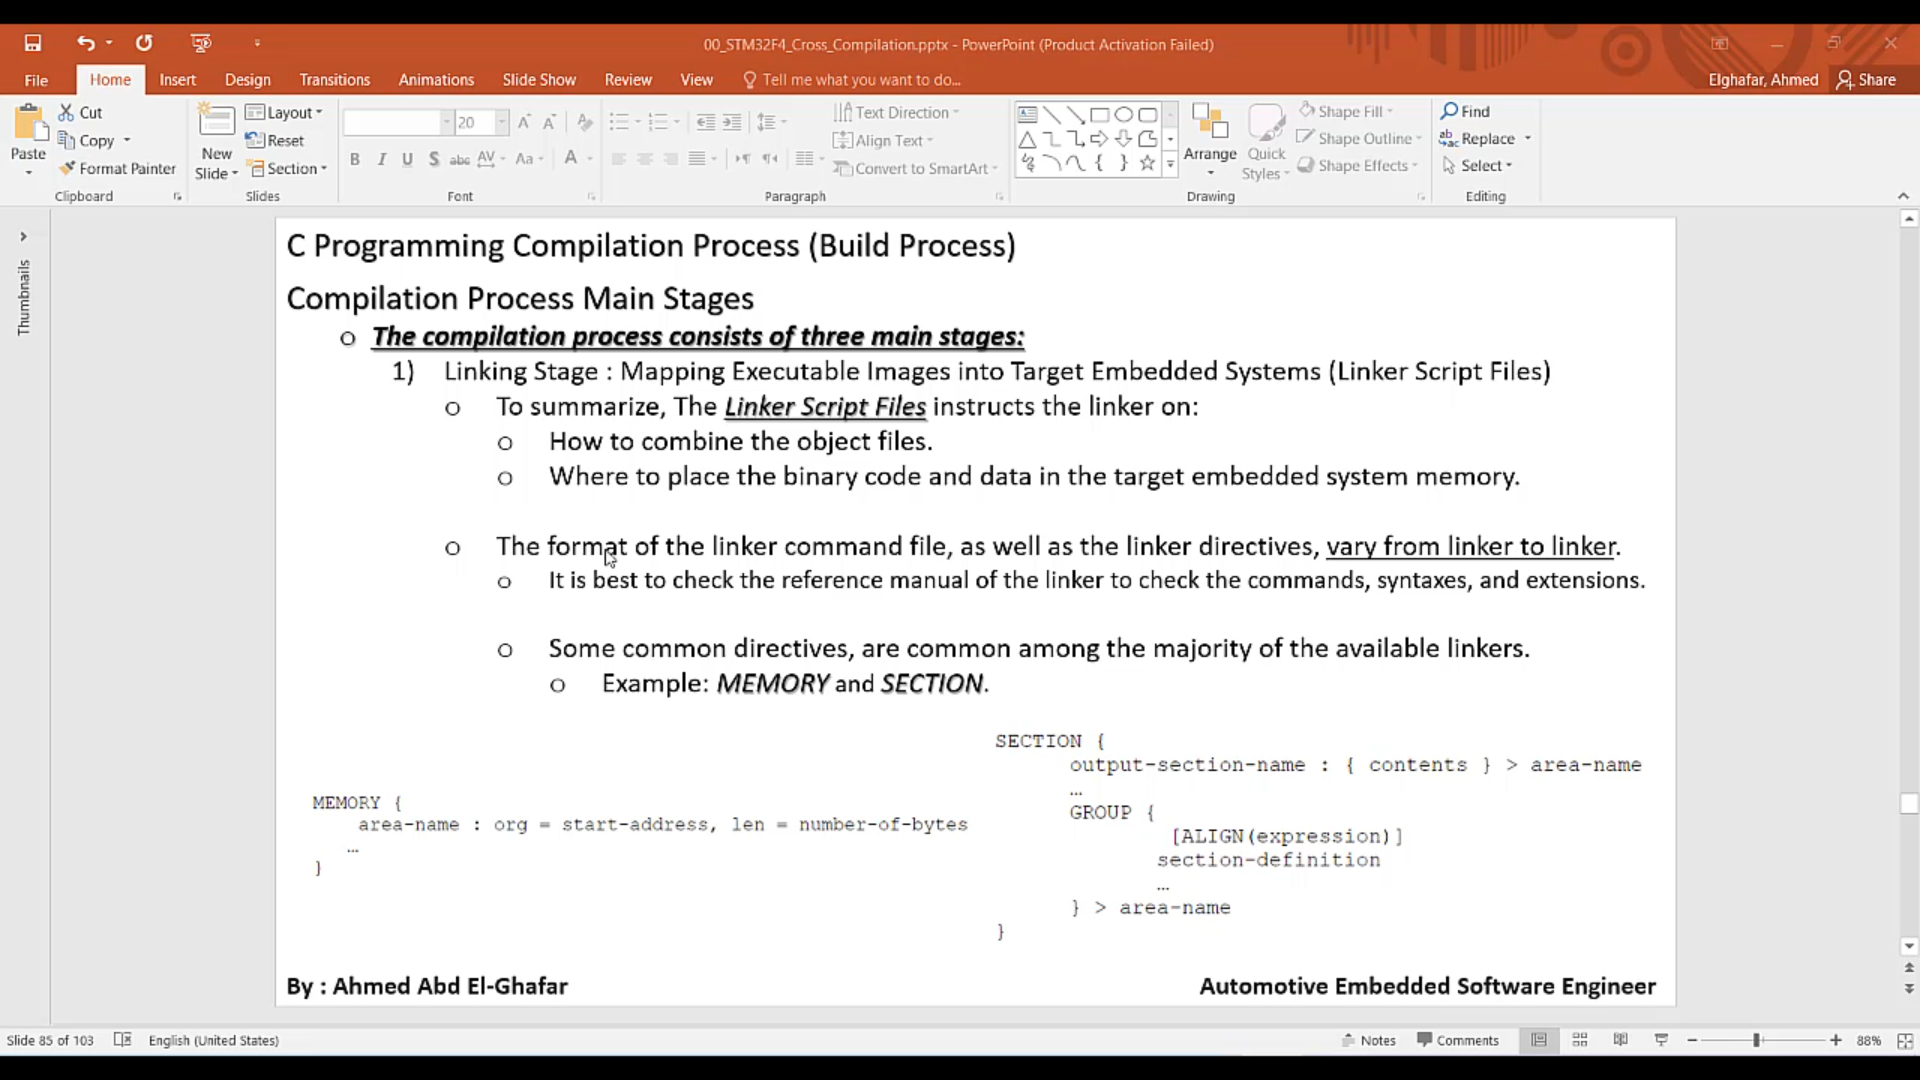 00_STM32F4_Cross_Compilation.pptx - PowerPoint (Product Activation Failed)
File Home Insert Design Transitions Animations Slide Show Review View Tell me what you want to do... Elghafar, Ahmed Share
Paste
Cut
Copy
Format Painter
Clipboard
New Slide
Layout
Reset
Section
Slides
20
B I U S abc AV Aa A
Font
Text Direction
Align Text
Convert to SmartArt
Paragraph
Arrange
Quick Styles
Shape Fill
Shape Outline
Shape Effects
Drawing
Find
Replace
Select
Editing
Thumbnails
C Programming Compilation Process (Build Process)
Compilation Process Main Stages
o The compilation process consists of three main stages:
1) Linking Stage : Mapping Executable Images into Target Embedded Systems (Linker Script Files)
o To summarize, The Linker Script Files instructs the linker on:
o How to combine the object files.
o Where to place the binary code and data in the target embedded system memory.
o The format of the linker command file, as well as the linker directives, vary from linker to linker.
o It is best to check the reference manual of the linker to check the commands, syntaxes, and extensions.
o Some common directives, are common among the majority of the available linkers.
o Example: MEMORY and SECTION.
MEMORY {
area-name : org = start-address, len = number-of-bytes
...
}
SECTION {
output-section-name : { contents } > area-name
...
GROUP {
[ALIGN(expression)]
section-definition
...
} > area-name
}
By : Ahmed Abd El-Ghafar
Automotive Embedded Software Engineer
Slide 85 of 103 English (United States) Notes Comments 88%